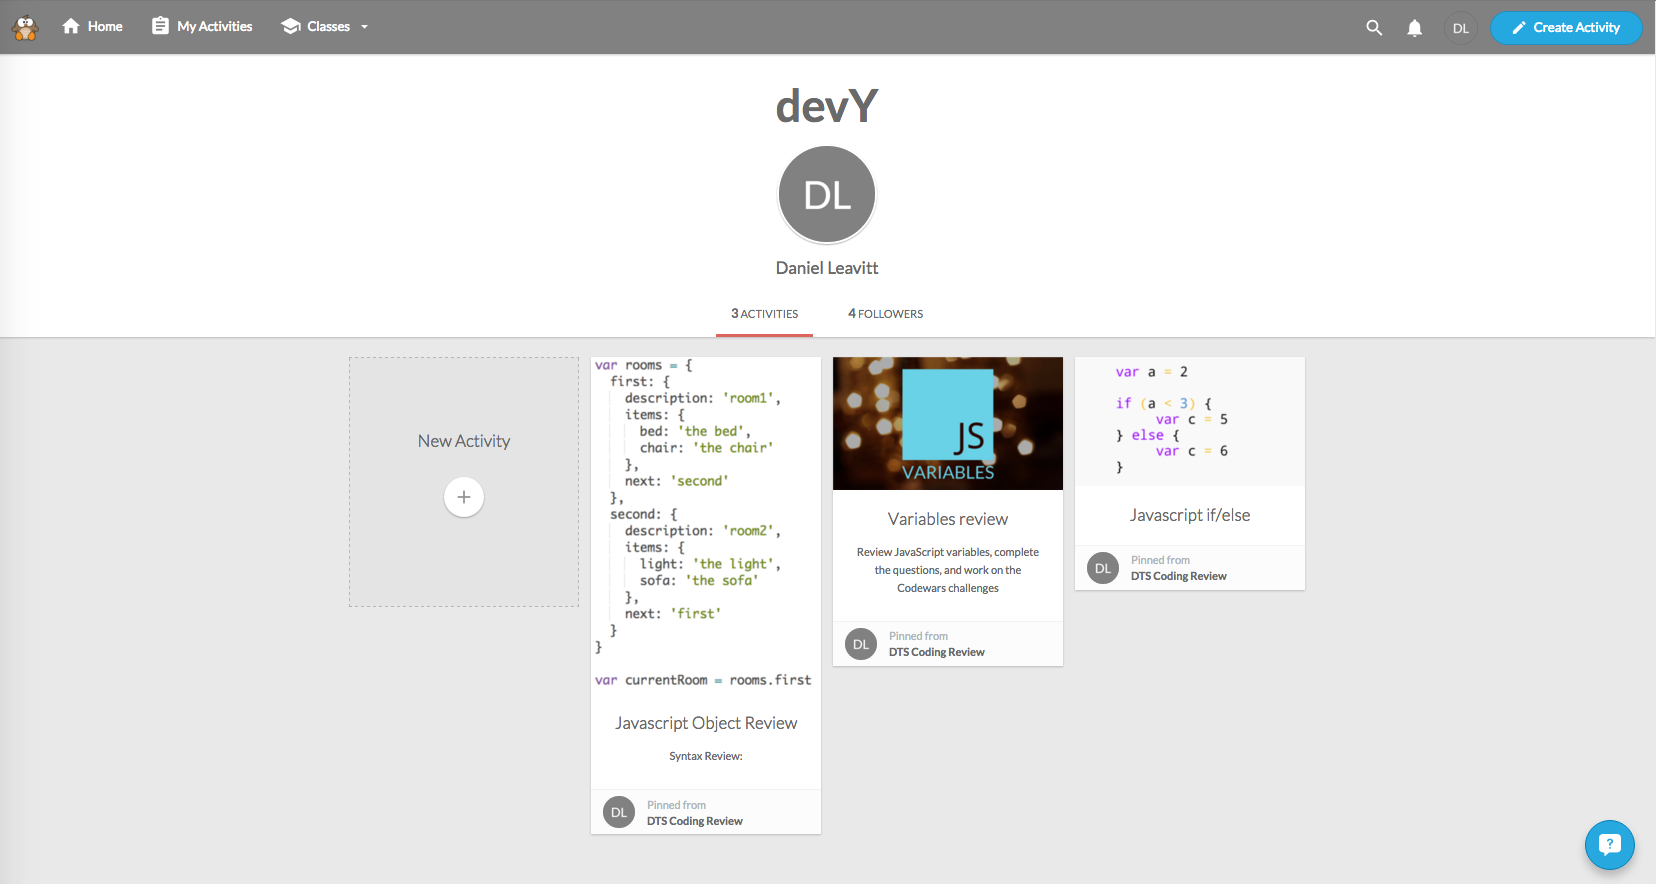 Home
My Activities
Classes
DL
Create Activity
devY
DL
Daniel Leavitt
3 ACTIVITIES
4 FOLLOWERS
New Activity
var rooms = {
first: {
description: 'room1',
items: {
bed: 'the bed',
chair: 'the chair'
},
next: 'second'
},
second: {
description: 'room2',
items: {
light: 'the light',
sofa: 'the sofa'
},
next: 'first'
}
}
var currentRoom = rooms.first
Javascript Object Review
Syntax Review:
DL
Pinned from
DTS Coding Review
JS
VARIABLES
Variables review
Review JavaScript variables, complete
the questions, and work on the
Codewars challenges
DL
Pinned from
DTS Coding Review
var a = 2
if (a < 3) {
var c = 5
} else {
var c = 6
}
Javascript if/else
DL
Pinned from
DTS Coding Review
?